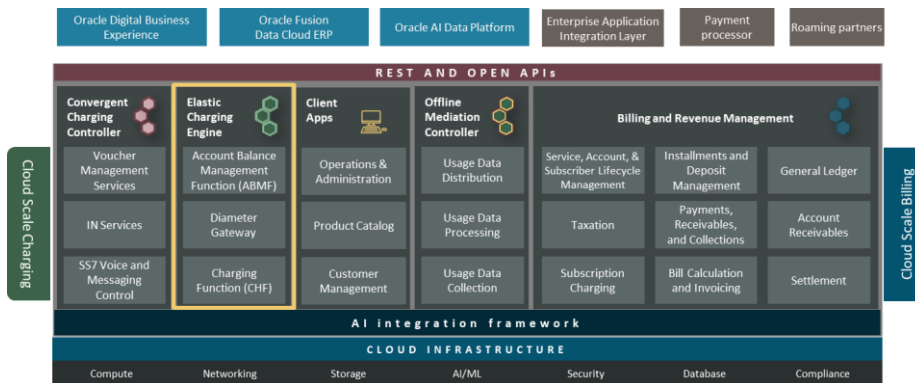 Oracle Digital Business
Experience
Oracle Fusion
Data Cloud ERP
Oracle AI Data Platform
Enterprise Application
Integration Layer
Payment
processor
Roaming partners
REST AND OPEN APIs
Cloud Scale Charging
Convergent
Charging
Controller
Voucher
Management
Services
IN Services
SS7 Voice and
Messaging
Control
Elastic
Charging
Engine
Account Balance
Management
Function (ABMF)
Diameter
Gateway
Charging
Function (CHF)
Client
Apps
Operations &
Administration
Product Catalog
Customer
Management
Offline
Mediation
Controller
Usage Data
Distribution
Usage Data
Processing
Usage Data
Collection
Billing and Revenue Management
Service, Account, &
Subscriber Lifecycle
Management
Installments and
Deposit
Management
General Ledger
Taxation
Payments,
Receivables,
and Collections
Account
Receivables
Subscription
Charging
Bill Calculation
and Invoicing
Settlement
Cloud Scale Billing
AI integration framework
CLOUD INFRASTRUCTURE
Compute
Networking
Storage
AI/ML
Security
Database
Compliance